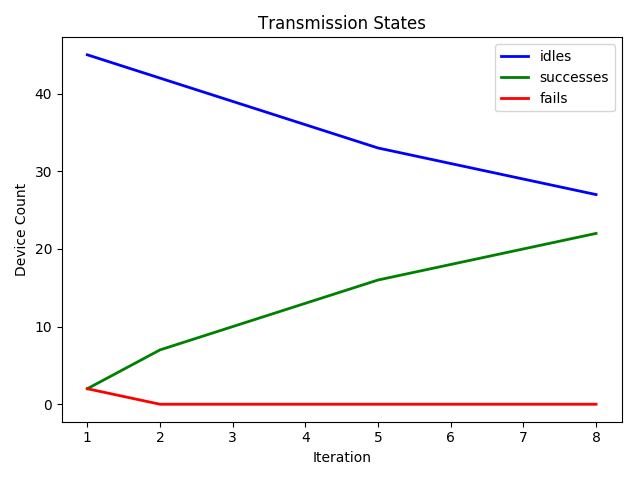 Transmission States
idles
successes
fails
Device Count
40
30
20
10
0
1 2 3 4 5 6 7 8
Iteration